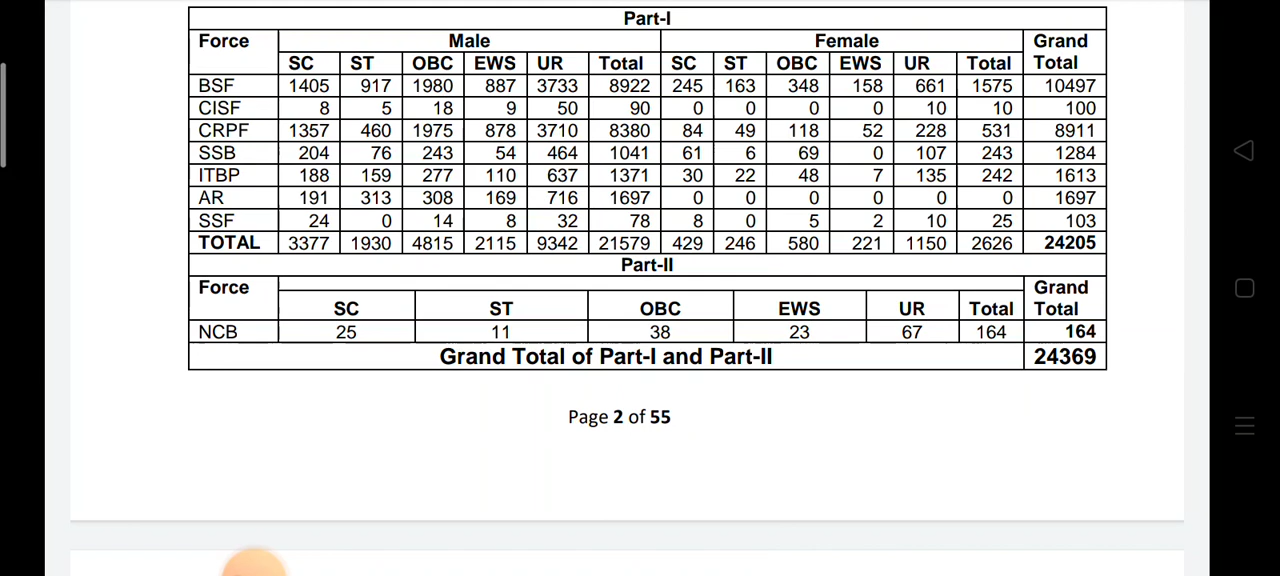 Part-I
Force Male Female Grand Total
SC ST OBC EWS UR Total SC ST OBC EWS UR Total
BSF 1405 917 1980 887 3733 8922 245 163 348 158 661 1575 10497
CISF 8 5 18 9 50 90 0 0 0 0 10 10 100
CRPF 1357 460 1975 878 3710 8380 84 49 118 52 228 531 8911
SSB 204 76 243 54 464 1041 61 6 69 0 107 243 1284
ITBP 188 159 277 110 637 1371 30 22 48 7 135 242 1613
AR 191 313 308 169 716 1697 0 0 0 0 0 0 1697
SSF 24 0 14 8 32 78 8 0 5 2 10 25 103
TOTAL 3377 1930 4815 2115 9342 21579 429 246 580 221 1150 2626 24205
Part-II
Force Grand Total
SC ST OBC EWS UR Total
NCB 25 11 38 23 67 164 164
Grand Total of Part-I and Part-II 24369
Page 2 of 55